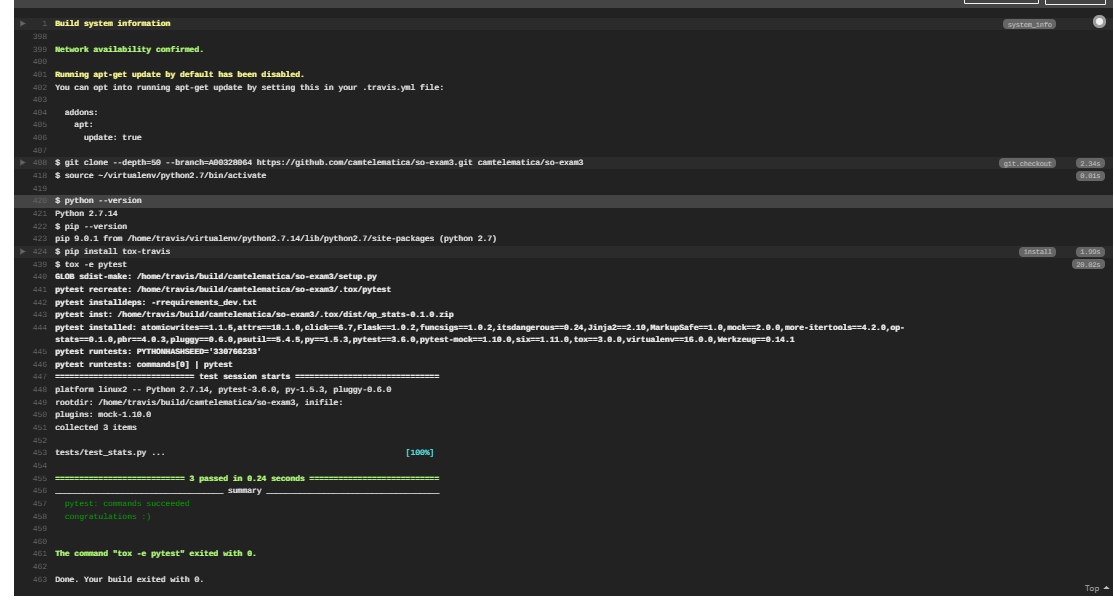 1 Build system information system_info
398
399 Network availability confirmed.
400
401 Running apt-get update by default has been disabled.
402 You can opt into running apt-get update by setting this in your .travis.yml file:
403
404 addons:
405 apt:
406 update: true
407
408 $ git clone --depth=50 --branch=A00328064 https://github.com/camtelematica/so-exam3.git camtelematica/so-exam3 git.checkout 2.34s
418 $ source ~/virtualenv/python2.7/bin/activate 0.01s
419
420 $ python --version
421 Python 2.7.14
422 $ pip --version
423 pip 9.0.1 from /home/travis/virtualenv/python2.7.14/lib/python2.7/site-packages (python 2.7)
424 $ pip install tox-travis install 1.99s
439 $ tox -e pytest 20.02s
440 GLOB sdist-make: /home/travis/build/camtelematica/so-exam3/setup.py
441 pytest recreate: /home/travis/build/camtelematica/so-exam3/.tox/pytest
442 pytest installdeps: -rrequirements_dev.txt
443 pytest inst: /home/travis/build/camtelematica/so-exam3/.tox/dist/op_stats-0.1.0.zip
444 pytest installed: atomicwrites==1.1.5,attrs==18.1.0,click==6.7,Flask==1.0.2,funcsigs==1.0.2,itsdangerous==0.24,Jinja2==2.10,MarkupSafe==1.0,mock==2.0.0,more-itertools==4.2.0,op-
stats==0.1.0,pbr==4.0.3,pluggy==0.6.0,psutil==5.4.5,py==1.5.3,pytest==3.6.0,pytest-mock==1.10.0,six==1.11.0,tox==3.0.0,virtualenv==16.0.0,Werkzeug==0.14.1
445 pytest runtests: PYTHONHASHSEED='330766233'
446 pytest runtests: commands[0] | pytest
447 ============================= test session starts ==============================
448 platform linux2 -- Python 2.7.14, pytest-3.6.0, py-1.5.3, pluggy-0.6.0
449 rootdir: /home/travis/build/camtelematica/so-exam3, inifile:
450 plugins: mock-1.10.0
451 collected 3 items
452
453 tests/test_stats.py ... [100%]
454
455 =========================== 3 passed in 0.24 seconds ===========================
456 ___________________________________ summary ____________________________________
457 pytest: commands succeeded
458 congratulations :)
459
460
461 The command "tox -e pytest" exited with 0.
462
463 Done. Your build exited with 0.
Top